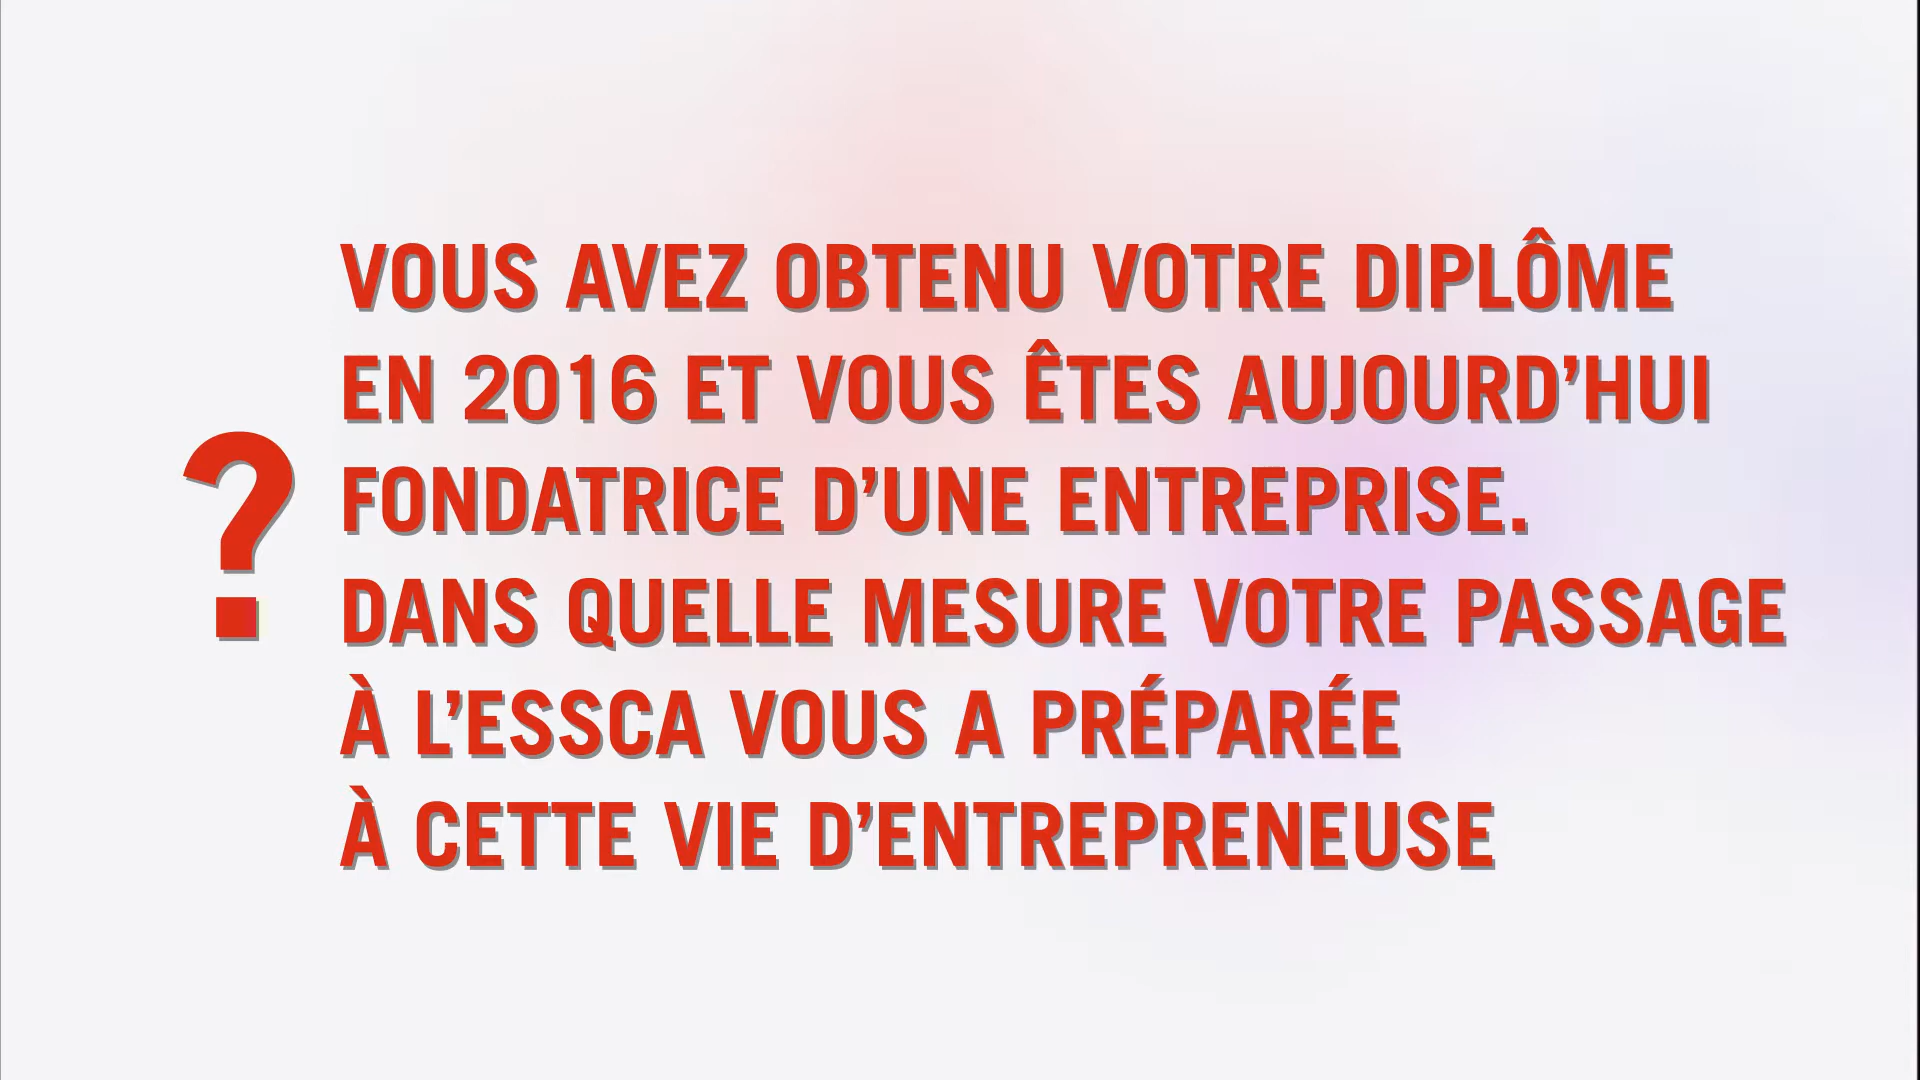 ?
VOUS AVEZ OBTENU VOTRE DIPLÔME
EN 2016 ET VOUS ÊTES AUJOURD’HUI
FONDATRICE D’UNE ENTREPRISE.
DANS QUELLE MESURE VOTRE PASSAGE
À L’ESSCA VOUS A PRÉPARÉE
À CETTE VIE D’ENTREPRENEUSE